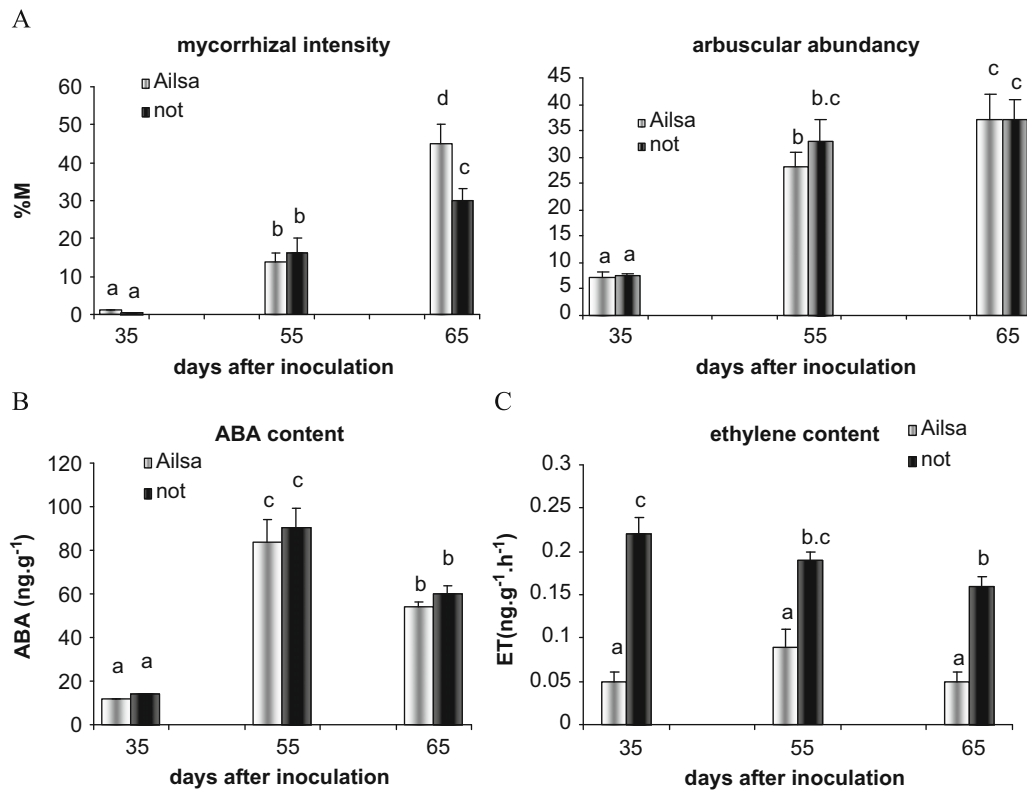 A
mycorrhizal intensity
Ailsa
not
%M
60
50
40
30
20
10
0
a
a
b
b
d
c
35
55
65
days after inoculation
arbuscular abundancy
Ailsa
not
45
40
35
30
25
20
15
10
5
0
a
a
b
b.c
c
c
35
55
65
days after inoculation
B
ABA content
Ailsa
not
ABA (ng.g⁻¹)
120
100
80
60
40
20
0
a
a
c
c
b
b
35
55
65
days after inoculation
C
ethylene content
Ailsa
not
ET(ng.g⁻¹.h⁻¹)
0.3
0.25
0.2
0.15
0.1
0.05
0
a
c
a
b.c
a
b
35
55
65
days after inoculation